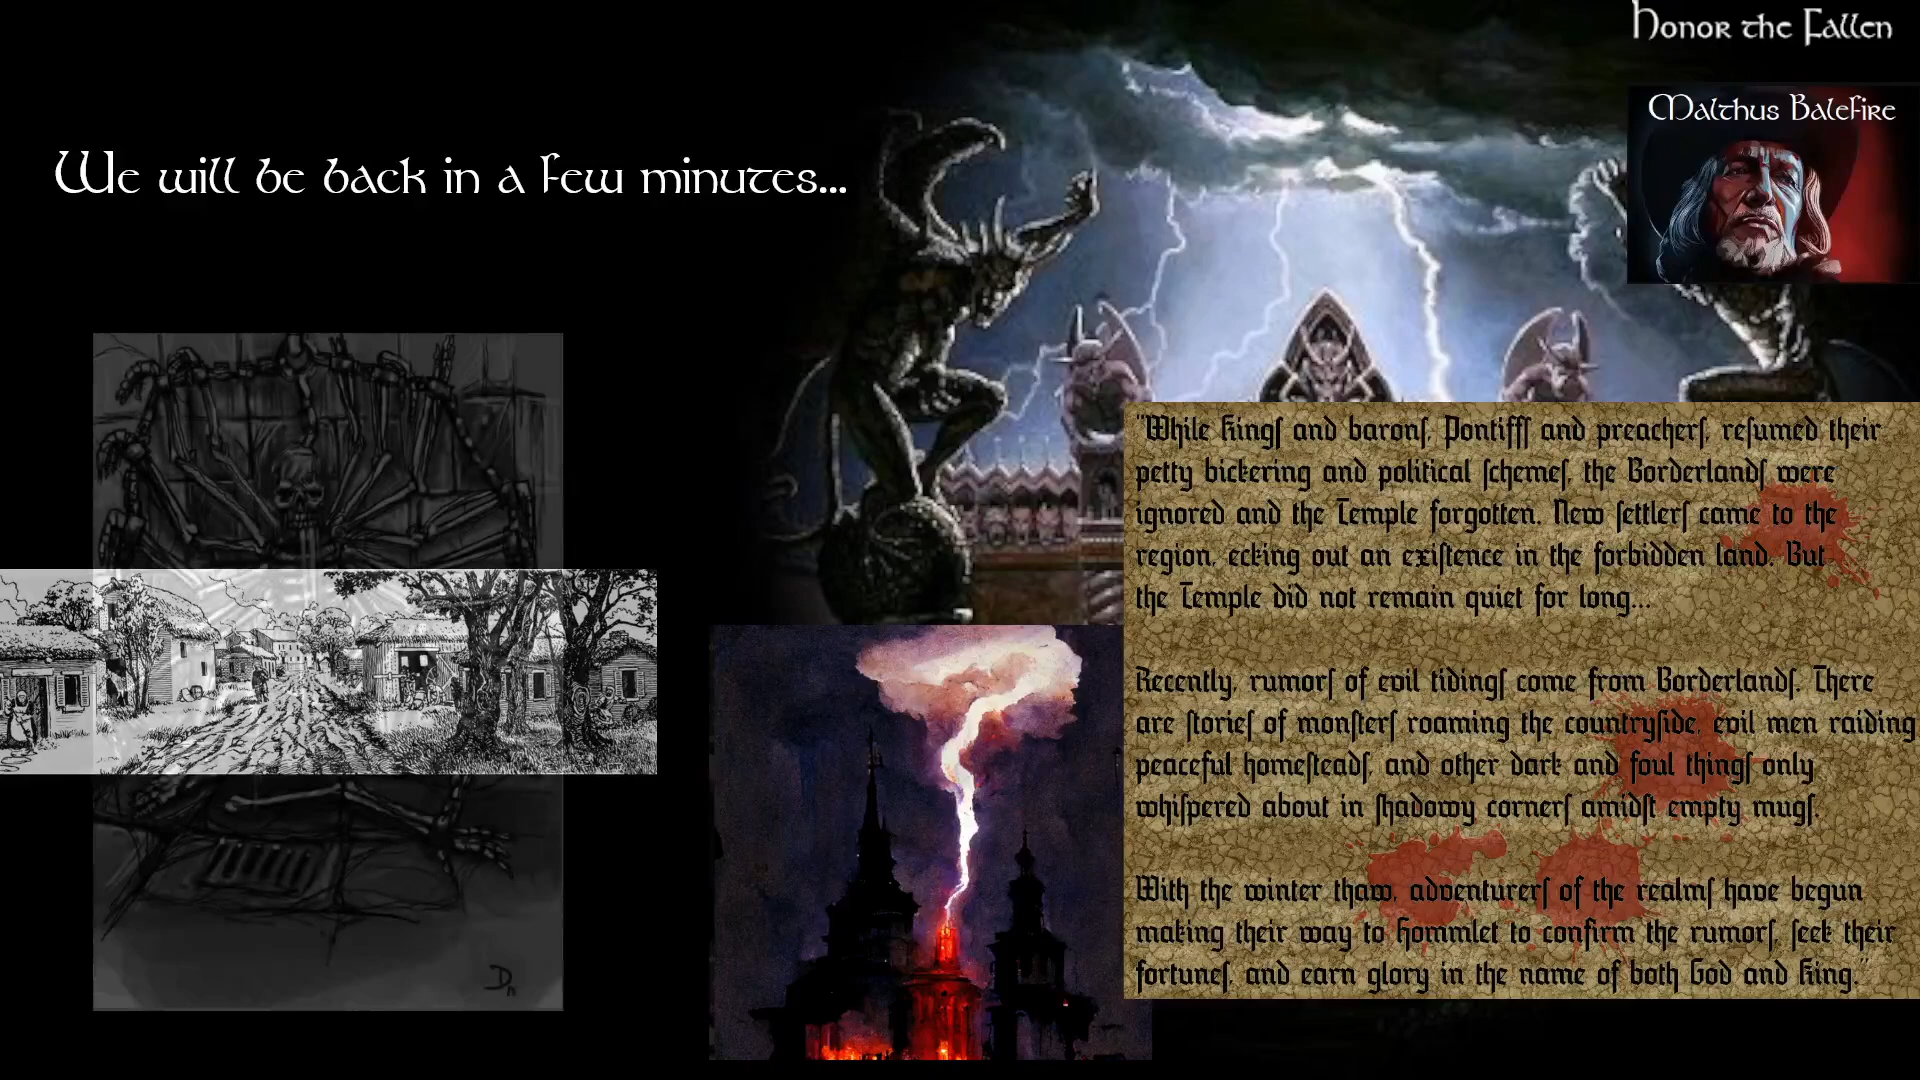 Honor the Fallen
Malthus Balefire
We will be back in a few minutes...
"While kingſ and baronſ, Pontiffſ and preacherſ, reſumed their
petty bickering and political ſchemeſ, the Borderlandſ were
ignored and the Temple forgotten. New ſettlerſ came to the
region, ecking out an exiſtence in the forbidden land. But
the Temple did not remain quiet for long...
Recently, rumorſ of evil tidingſ come from Borderlandſ. There
are ſtorieſ of monſterſ roaming the countryſide, evil men raiding
peaceful homeſteadſ, and other dark and foul thingſ only
whiſpered about in ſhadowy cornerſ amidſt empty mugſ.
With the winter thaw, adventurerſ of the realmſ have begun
making their way to Hommlet to confirm the rumorſ, ſeek their
fortuneſ, and earn glory in the name of both God and King."